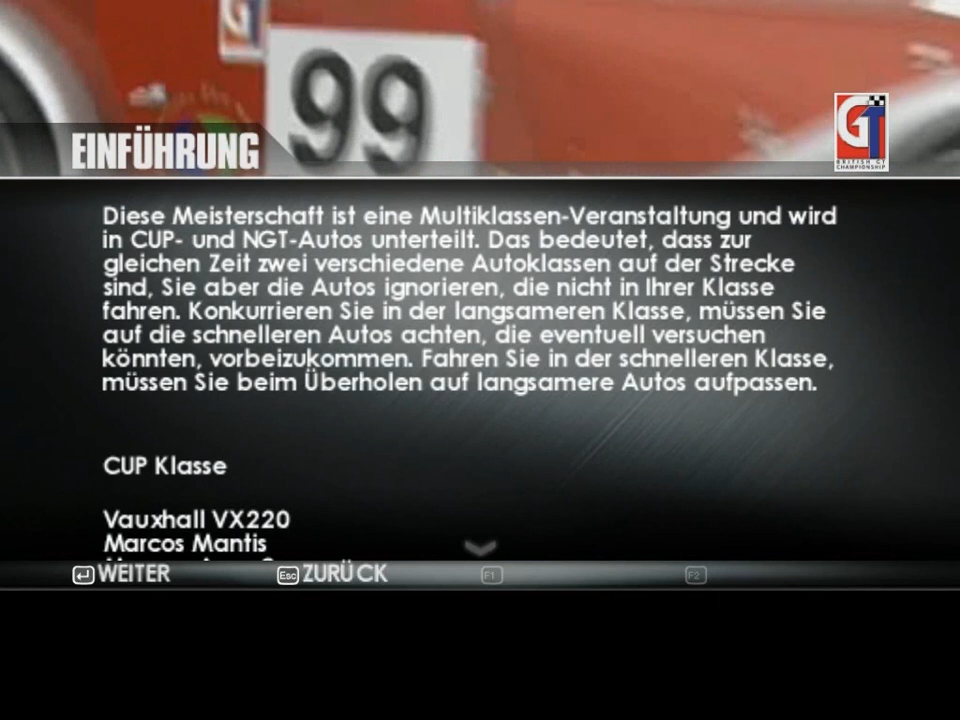 GT
99
EINFÜHRUNG
GT
BRITISH GT
CHAMPIONSHIP
Diese Meisterschaft ist eine Multiklassen-Veranstaltung und wird
in CUP- und NGT-Autos unterteilt. Das bedeutet, dass zur
gleichen Zeit zwei verschiedene Autoklassen auf der Strecke
sind, Sie aber die Autos ignorieren, die nicht in Ihrer Klasse
fahren. Konkurrieren Sie in der langsameren Klasse, müssen Sie
auf die schnelleren Autos achten, die eventuell versuchen
könnten, vorbeizukommen. Fahren Sie in der schnelleren Klasse,
müssen Sie beim Überholen auf langsamere Autos aufpassen.
CUP Klasse
Vauxhall VX220
Marcos Mantis
WEITER Esc ZURÜCK F1 F2